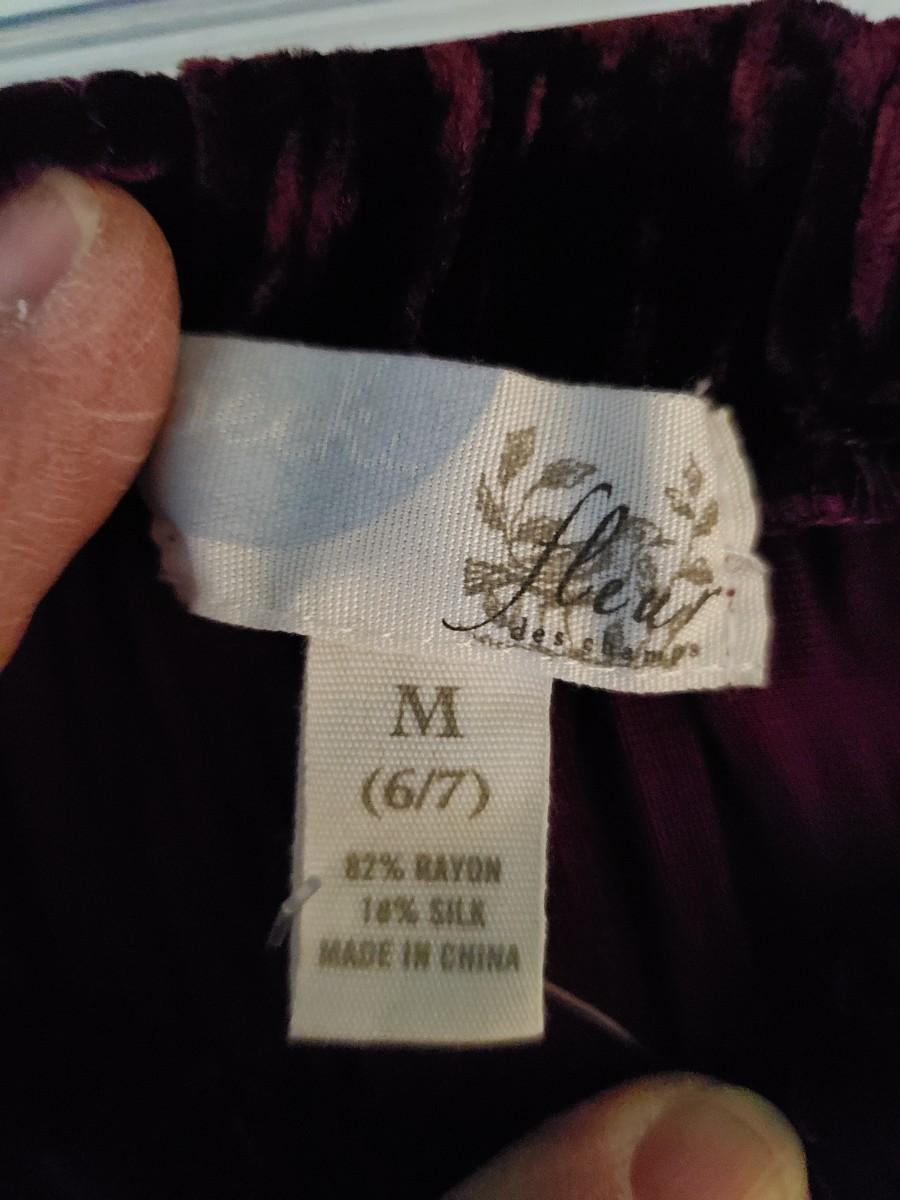 fleur
des champs
M
(6/7)
82% RAYON
18% SILK
MADE IN CHINA